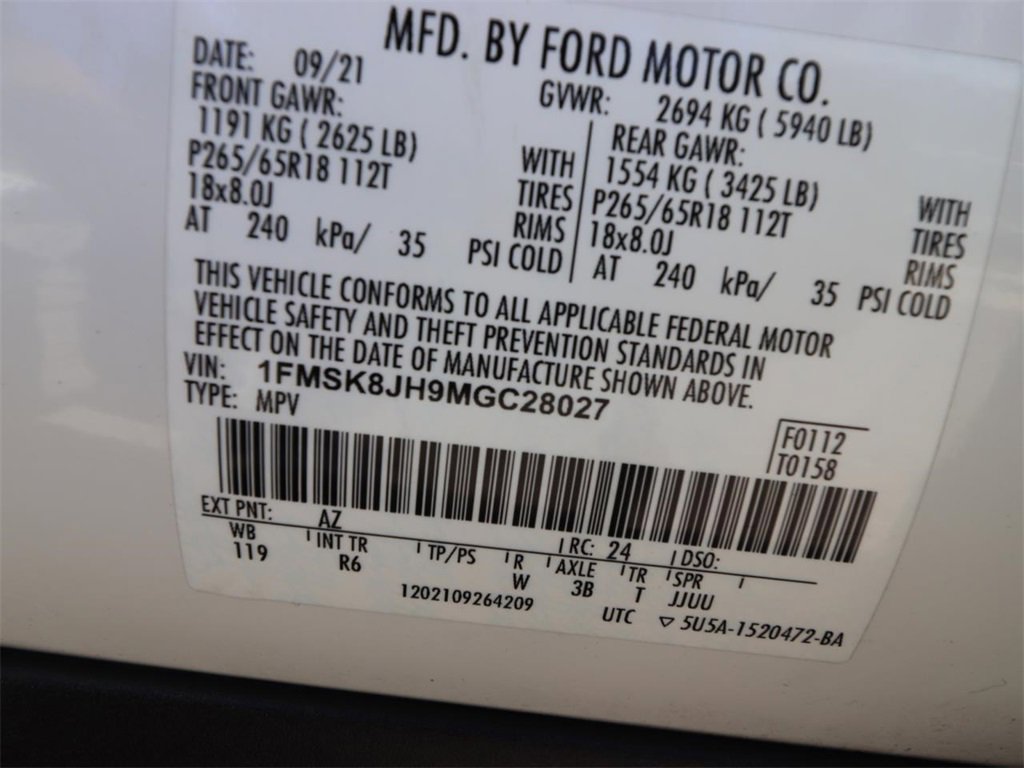 MFD. BY FORD MOTOR CO.
DATE: 09/21 GVWR: 2694 KG ( 5940 LB)
FRONT GAWR: REAR GAWR:
1191 KG ( 2625 LB) WITH 1554 KG ( 3425 LB) WITH
P265/65R18 112T TIRES P265/65R18 112T TIRES
18x8.0J RIMS 18x8.0J RIMS
AT 240 kPa/ 35 PSI COLD AT 240 kPa/ 35 PSI COLD
THIS VEHICLE CONFORMS TO ALL APPLICABLE FEDERAL MOTOR
VEHICLE SAFETY AND THEFT PREVENTION STANDARDS IN
EFFECT ON THE DATE OF MANUFACTURE SHOWN ABOVE.
VIN: 1FMSK8JH9MGC28027
TYPE: MPV
F0112
T0158
EXT PNT: AZ RC: 24 DSO:
WB INT TR TP/PS R AXLE TR SPR
119 R6 W 3B T JJUU
1202109264209 UTC ▽ 5U5A-1520472-BA